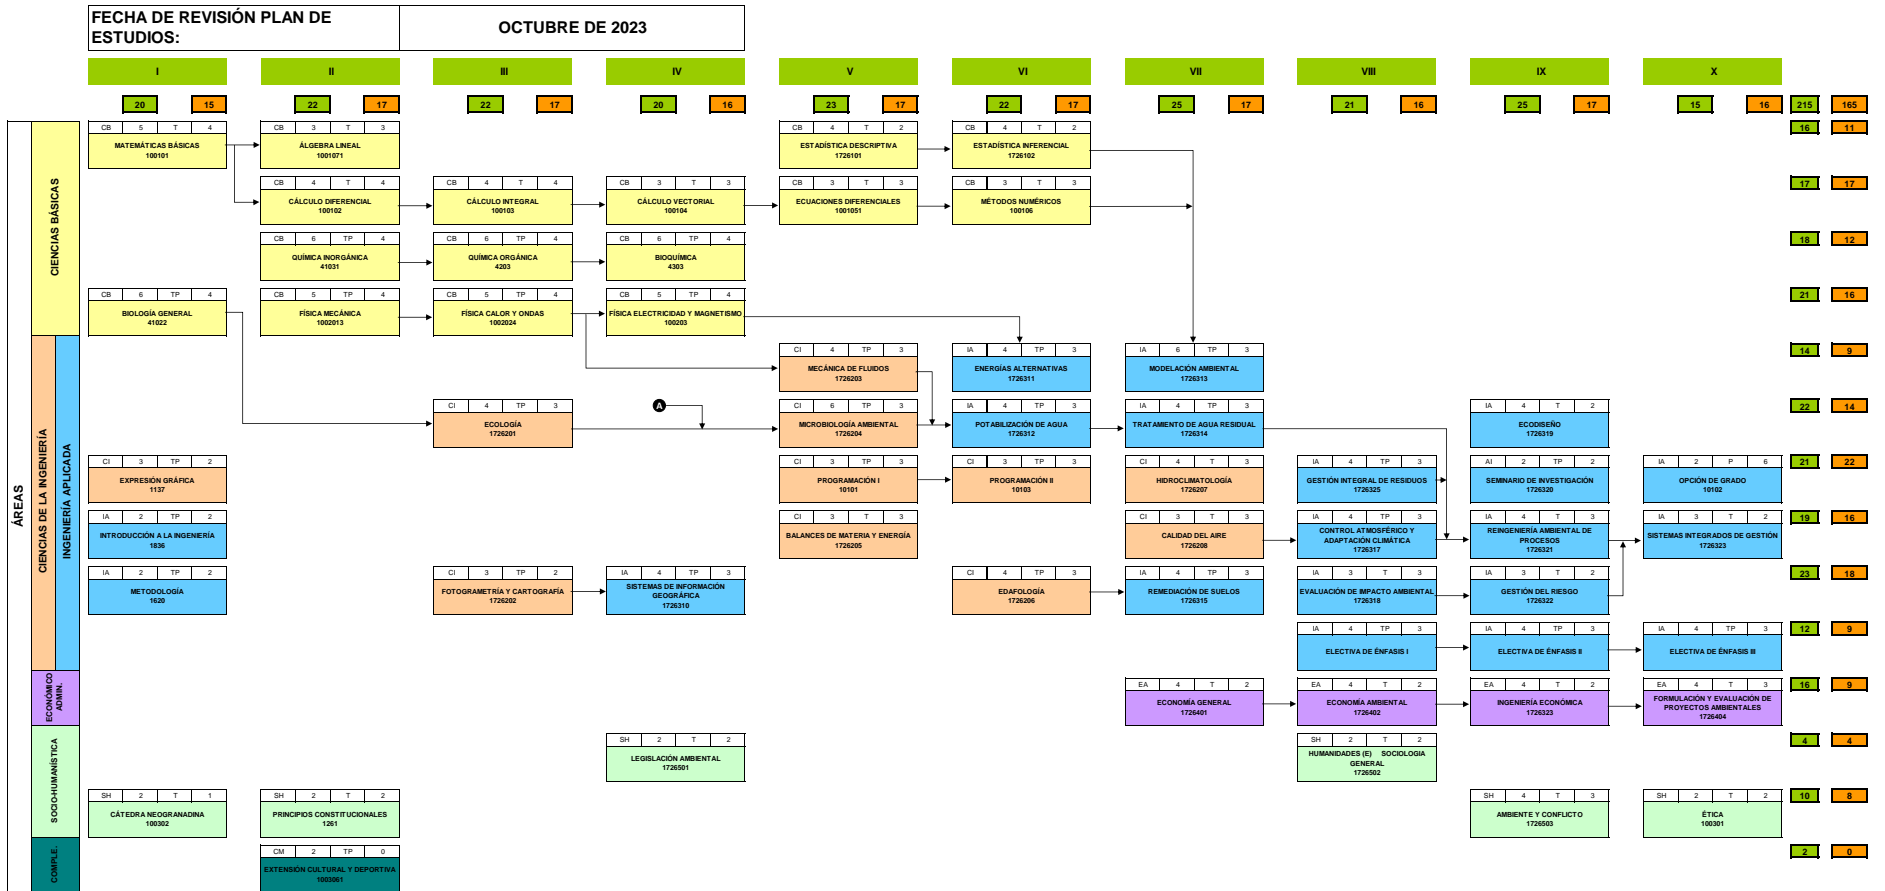 FECHA DE REVISIÓN PLAN DE
ESTUDIOS:
OCTUBRE DE 2023
I II III IV V VI VII VIII IX X
20 15 22 17 22 17 20 16 23 17 22 17 25 17 21 16 25 17 15 16 215 165
ÁREAS
CIENCIAS BÁSICAS
CB 5 T 4
MATEMÁTICAS BÁSICAS
100101
CB 3 T 3
ÁLGEBRA LINEAL
1001071
CB 4 T 2
ESTADÍSTICA DESCRIPTIVA
1726101
CB 4 T 2
ESTADÍSTICA INFERENCIAL
1726102
16 11
CB 4 T 4
CÁLCULO DIFERENCIAL
100102
CB 4 T 4
CÁLCULO INTEGRAL
100103
CB 3 T 3
CÁLCULO VECTORIAL
100104
CB 3 T 3
ECUACIONES DIFERENCIALES
1001051
CB 3 T 3
MÉTODOS NUMÉRICOS
100106
17 17
CB 6 TP 4
QUÍMICA INORGÁNICA
41031
CB 6 TP 4
QUÍMICA ORGÁNICA
4203
CB 6 TP 4
BIOQUÍMICA
4303
18 12
CB 6 TP 4
BIOLOGÍA GENERAL
41022
CB 5 TP 4
FÍSICA MECÁNICA
1002013
CB 5 TP 4
FÍSICA CALOR Y ONDAS
1002024
CB 5 TP 4
FÍSICA ELECTRICIDAD Y MAGNETISMO
100203
21 16
CIENCIAS DE LA INGENIERÍA
INGENIERÍA APLICADA
CI 4 TP 3
MECÁNICA DE FLUIDOS
1726203
IA 4 TP 3
ENERGÍAS ALTERNATIVAS
1726311
IA 6 TP 3
MODELACIÓN AMBIENTAL
1726313
14 9
CI 4 TP 3
ECOLOGÍA
1726201
A
CI 6 TP 3
MICROBIOLOGÍA AMBIENTAL
1726204
IA 4 TP 3
POTABILIZACIÓN DE AGUA
1726312
IA 4 TP 3
TRATAMIENTO DE AGUA RESIDUAL
1726314
IA 4 T 2
ECODISEÑO
1726319
22 14
CI 3 TP 2
EXPRESIÓN GRÁFICA
1137
CI 3 TP 3
PROGRAMACIÓN I
10101
CI 3 TP 3
PROGRAMACIÓN II
10103
CI 4 T 3
HIDROCLIMATOLOGÍA
1726207
IA 4 TP 3
GESTIÓN INTEGRAL DE RESIDUOS
1726325
AI 2 TP 2
SEMINARIO DE INVESTIGACIÓN
1726320
IA 2 P 6
OPCIÓN DE GRADO
10102
21 22
IA 2 TP 2
INTRODUCCIÓN A LA INGENIERÍA
1836
CI 3 T 3
BALANCES DE MATERIA Y ENERGÍA
1726205
CI 3 T 3
CALIDAD DEL AIRE
1726208
IA 4 TP 3
CONTROL ATMOSFÉRICO Y
ADAPTACIÓN CLIMÁTICA
1726317
IA 4 T 3
REINGENIERÍA AMBIENTAL DE
PROCESOS
1726321
IA 3 T 2
SISTEMAS INTEGRADOS DE GESTIÓN
1726323
19 16
IA 2 TP 2
METODOLOGÍA
1620
CI 3 TP 2
FOTOGRAMETRÍA Y CARTOGRAFÍA
1726202
IA 4 TP 3
SISTEMAS DE INFORMACIÓN
GEOGRÁFICA
1726310
CI 4 TP 3
EDAFOLOGÍA
1726206
IA 4 TP 3
REMEDIACIÓN DE SUELOS
1726315
IA 3 T 3
EVALUACIÓN DE IMPACTO AMBIENTAL
1726318
IA 3 T 2
GESTIÓN DEL RIESGO
1726322
23 18
IA 4 TP 3
ELECTIVA DE ÉNFASIS I
IA 4 TP 3
ELECTIVA DE ÉNFASIS II
IA 4 TP 3
ELECTIVA DE ÉNFASIS III
12 9
ECONÓMICO
ADMIN.
EA 4 T 2
ECONOMÍA GENERAL
1726401
EA 4 T 2
ECONOMÍA AMBIENTAL
1726402
EA 4 T 2
INGENIERÍA ECONÓMICA
1726323
EA 4 T 3
FORMULACIÓN Y EVALUACIÓN DE
PROYECTOS AMBIENTALES
1726404
16 9
SOCIO-HUMANÍSTICA
SH 2 T 2
LEGISLACIÓN AMBIENTAL
1726501
SH 2 T 2
HUMANIDADES (E) SOCIOLOGIA
GENERAL
1726502
4 4
SH 2 T 1
CÁTEDRA NEOGRANADINA
100302
SH 2 T 2
PRINCIPIOS CONSTITUCIONALES
1261
SH 4 T 3
AMBIENTE Y CONFLICTO
1726503
SH 2 T 2
ÉTICA
100301
10 8
COMPLE.
CM 2 TP 0
EXTENSIÓN CULTURAL Y DEPORTIVA
1003061
2 0